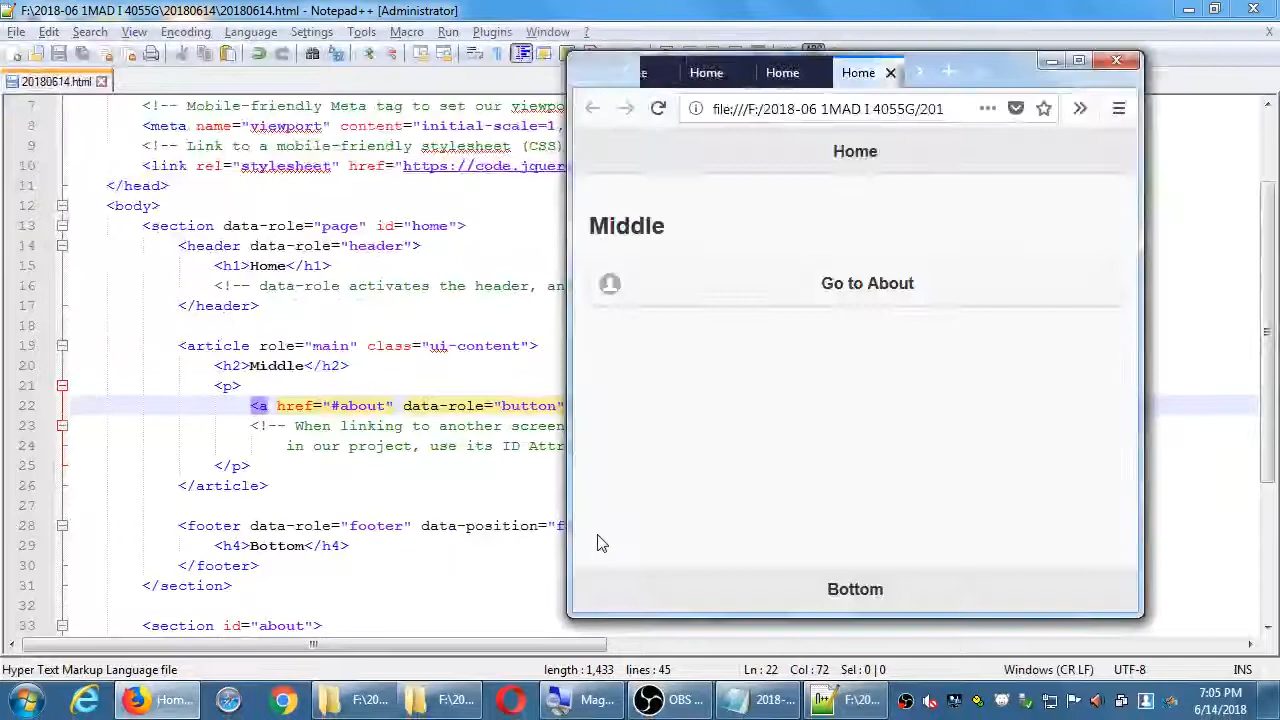 F:\2018-06 1MAD I 4055G\20180614\20180614.html - Notepad++ [Administrator]
File Edit Search View Encoding Language Settings Tools Macro Run Plugins Window ? X
20180614.html
7 <!-- Mobile-friendly Meta tag to set our viewpo
8 <meta name="viewport" content="initial-scale=1,
9 <!-- Link to a mobile-friendly stylesheet (CSS)
10 <link rel="stylesheet" href="https://code.jquer
11 </head>
12 <body>
13 <section data-role="page" id="home">
14 <header data-role="header">
15 <h1>Home</h1>
16 <!-- data-role activates the header, an
17 </header>
18
19 <article role="main" class="ui-content">
20 <h2>Middle</h2>
21 <p>
22 <a href="#about" data-role="button"
23 <!-- When linking to another screen
24 in our project, use its ID Attr
25 </p>
26 </article>
27
28 <footer data-role="footer" data-position="f
29 <h4>Bottom</h4>
30 </footer>
31 </section>
32
33 <section id="about">
Home Home Home
file:///F:/2018-06 1MAD I 4055G/201
Home
Middle
Go to About
Bottom
Hyper Text Markup Language file length : 1,433 lines : 45 Ln : 22 Col : 72 Sel : 0 | 0 Windows (CR LF) UTF-8 INS
Hom... F:\20... F:\20... Mag... OBS ... 2018-... F:\20... 7:05 PM
6/14/2018